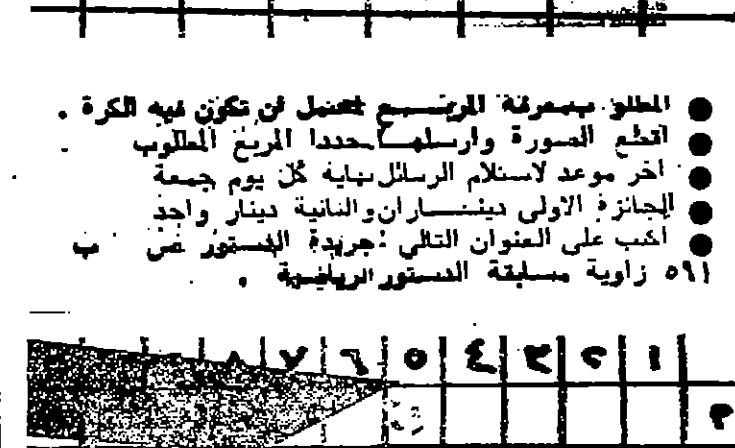 ● المطلوب معرفة المربع المحتمل أن تكون فيه الكرة .
● اقطع الصورة وارسلها محددا المربع المطلوب
● آخر موعد لاستلام الرسائل نهاية كل يوم جمعة
● الجائزة الاولى ديناران والثانية دينار واحد
● اكتب على العنوان التالي : جريدة الدستور ص ب
٥٩١ زاوية مسابقة الدستور الرياضية .
١ ٢ ٣ ٤ ٥ ٦ ٧ ٨